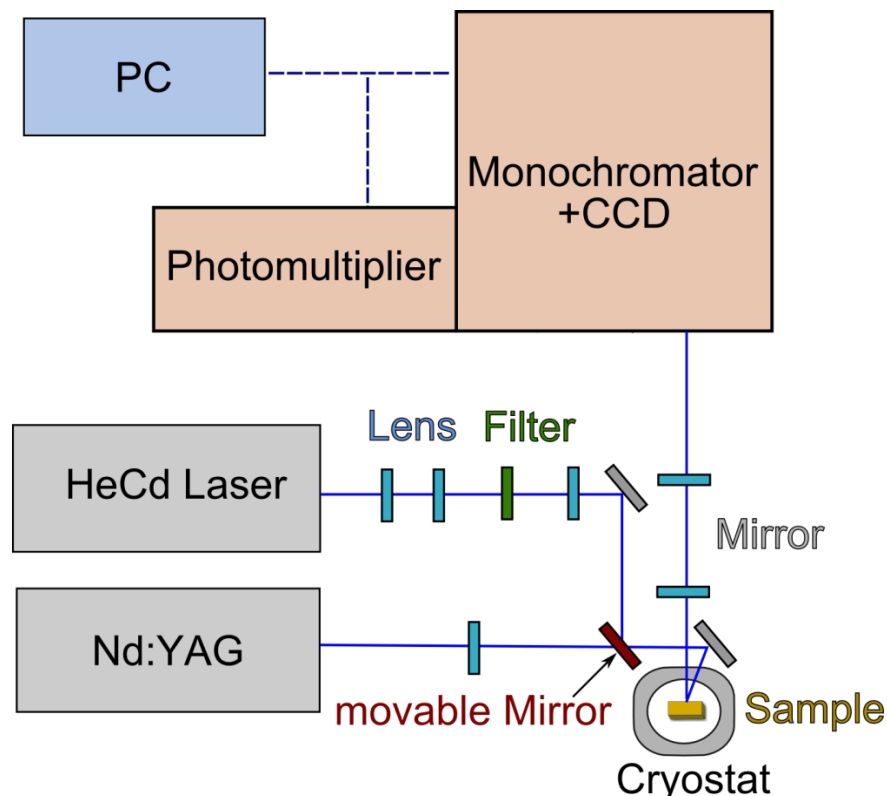 PC
Monochromator
+CCD
Photomultiplier
Lens
Filter
HeCd Laser
Mirror
Nd:YAG
movable Mirror
Sample
Cryostat